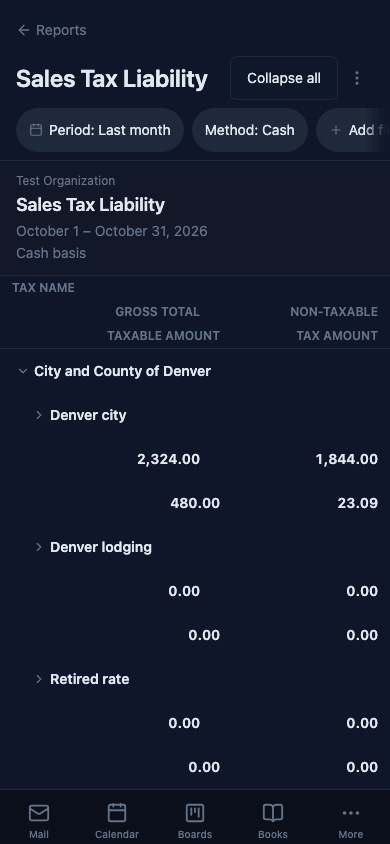 Reports
Sales Tax Liability
Collapse all
Period: Last month
Method: Cash
Add
Test Organization
Sales Tax Liability
October 1 – October 31, 2026
Cash basis
TAX NAME
GROSS TOTAL NON-TAXABLE
TAXABLE AMOUNT TAX AMOUNT
City and County of Denver
Denver city
2,324.00 1,844.00
480.00 23.09
Denver lodging
0.00 0.00
0.00 0.00
Retired rate
0.00 0.00
0.00 0.00
Mail Calendar Boards Books More